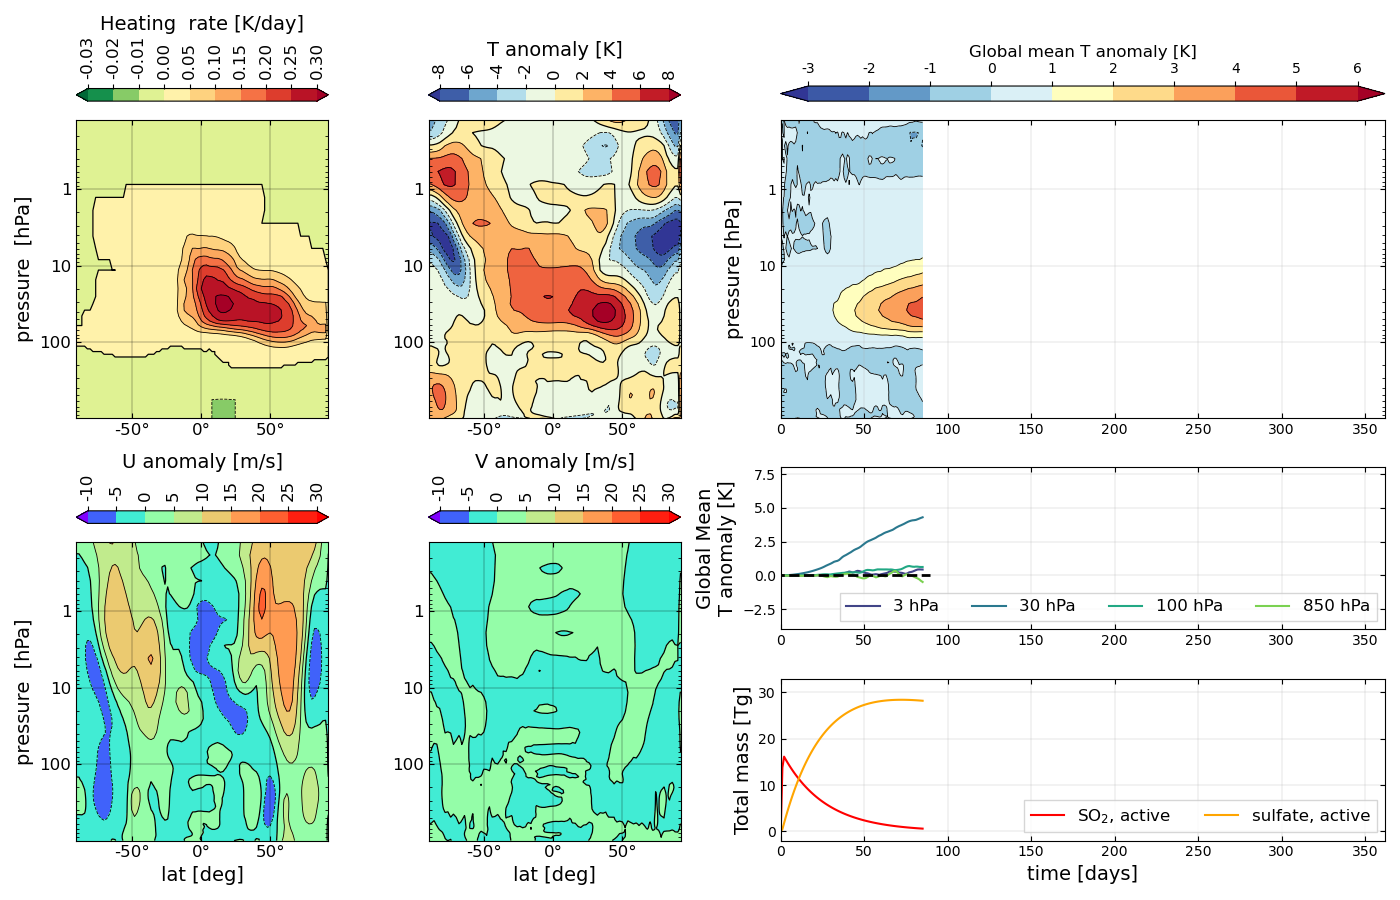 Heating  rate [K/day]
-0.03 -0.02 -0.01 0.00 0.05 0.10 0.15 0.20 0.25 0.30
pressure  [hPa]
1
10
100
-50° 0° 50°
T anomaly [K]
-8 -6 -4 -2 0 2 4 6 8
1
10
100
-50° 0° 50°
Global mean T anomaly [K]
-3 -2 -1 0 1 2 3 4 5 6
pressure [hPa]
1
10
100
0 50 100 150 200 250 300 350
U anomaly [m/s]
-10 -5 0 5 10 15 20 25 30
pressure  [hPa]
1
10
100
-50° 0° 50°
lat [deg]
V anomaly [m/s]
-10 -5 0 5 10 15 20 25 30
1
10
100
-50° 0° 50°
lat [deg]
Global Mean
T anomaly [K]
7.5
5.0
2.5
0.0
−2.5
3 hPa 30 hPa 100 hPa 850 hPa
0 50 100 150 200 250 300 350
Total mass [Tg]
30
20
10
0
SO₂, active sulfate, active
0 50 100 150 200 250 300 350
time [days]